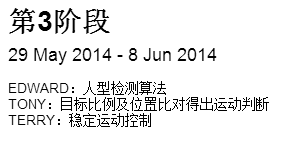 第3阶段
29 May 2014 - 8 Jun 2014
EDWARD：人型检测算法
TONY：目标比例及位置比对得出运动判断
TERRY：稳定运动控制